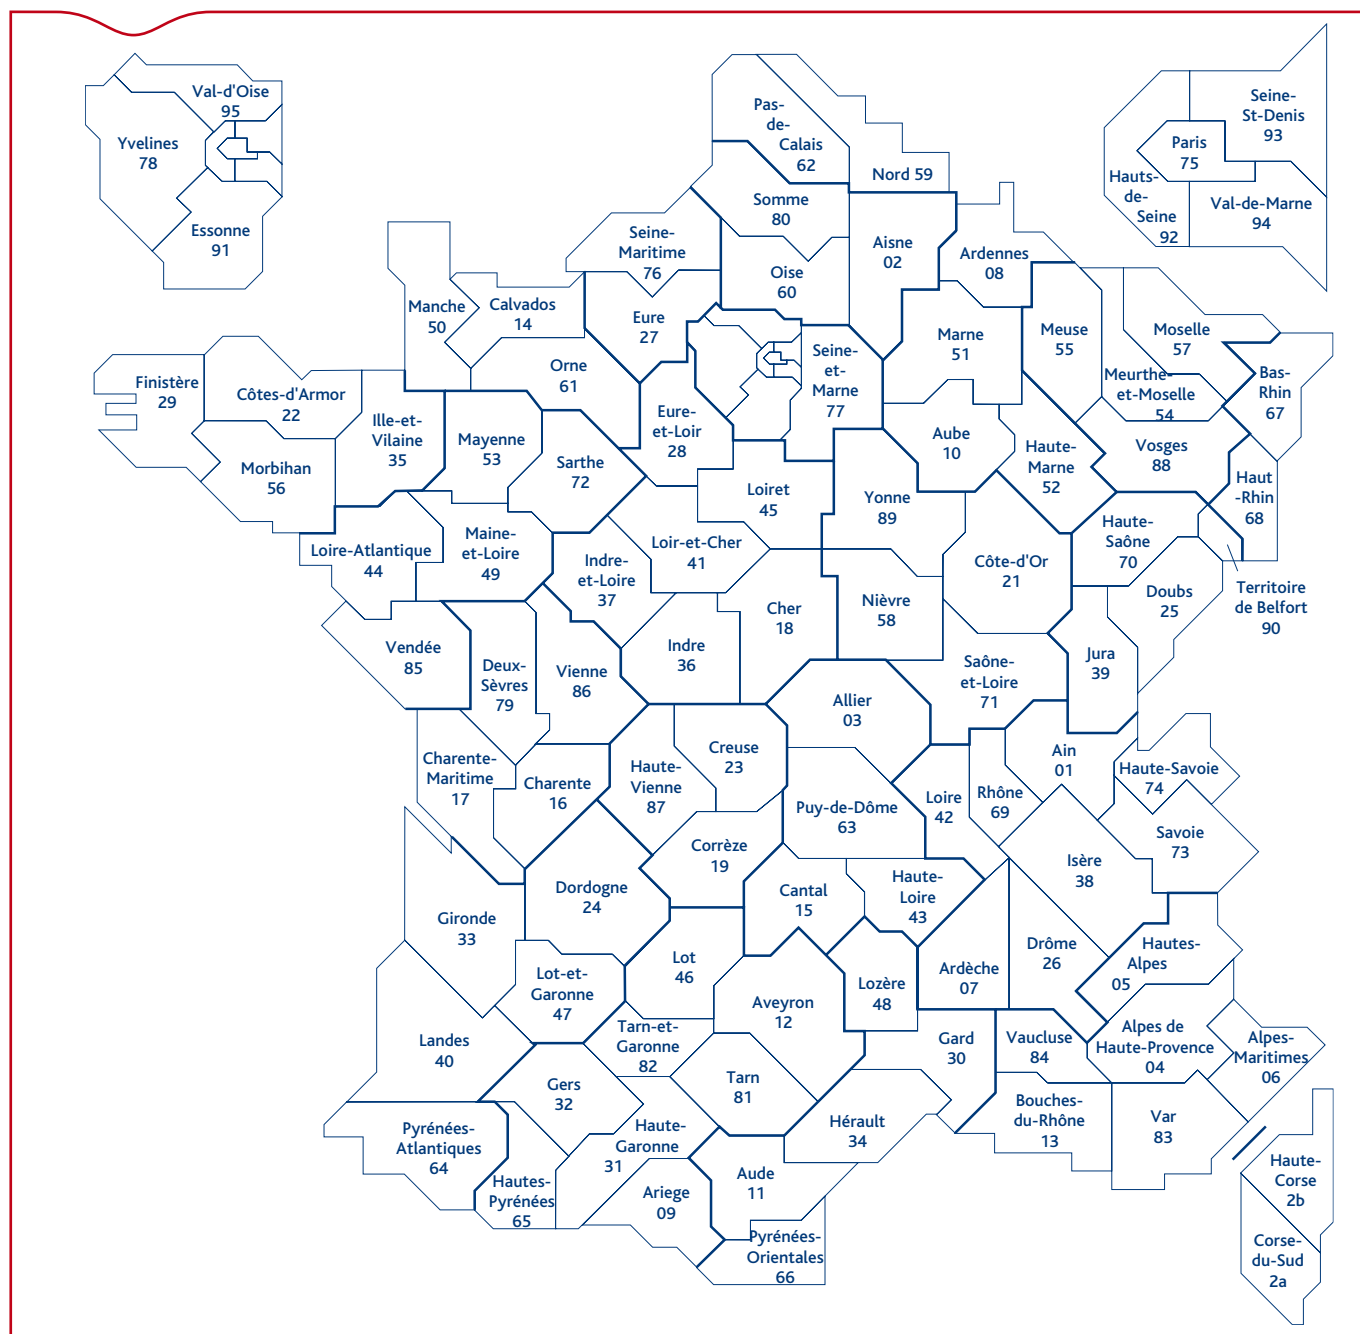 Val-d'Oise
95
Yvelines
78
Essonne
91
Pas-
de-
Calais
62
Nord 59
Seine-
St-Denis
93
Paris
75
Hauts-
de-
Seine
92
Val-de-Marne
94
Somme
80
Seine-
Maritime
76
Oise
60
Aisne
02
Ardennes
08
Manche
50
Calvados
14
Eure
27
Marne
51
Meuse
55
Moselle
57
Meurthe-
et-Moselle
54
Bas-
Rhin
67
Finistère
29
Côtes-d'Armor
22
Orne
61
Seine-
et-
Marne
77
Ille-et-
Vilaine
35
Mayenne
53
Sarthe
72
Eure-
et-Loir
28
Aube
10
Haute-
Marne
52
Vosges
88
Haut
-Rhin
68
Morbihan
56
Loiret
45
Yonne
89
Loire-Atlantique
44
Maine-
et-Loire
49
Indre-
et-Loire
37
Loir-et-Cher
41
Côte-d'Or
21
Haute-
Saône
70
Doubs
25
Territoire
de Belfort
90
Cher
18
Nièvre
58
Vendée
85
Deux-
Sèvres
79
Vienne
86
Indre
36
Saône-
et-Loire
71
Jura
39
Allier
03
Charente-
Maritime
17
Charente
16
Haute-
Vienne
87
Creuse
23
Puy-de-Dôme
63
Loire
42
Rhône
69
Ain
01
Haute-Savoie
74
Savoie
73
Corrèze
19
Isère
38
Dordogne
24
Gironde
33
Cantal
15
Haute-
Loire
43
Lot-et-
Garonne
47
Lot
46
Aveyron
12
Lozère
48
Ardèche
07
Drôme
26
Hautes-
Alpes
05
Landes
40
Tarn-et-
Garonne
82
Gard
30
Vaucluse
84
Alpes de
Haute-Provence
04
Alpes-
Maritimes
06
Gers
32
Tarn
81
Pyrénées-
Atlantiques
64
Haute-
Garonne
31
Hérault
34
Bouches-
du-Rhône
13
Var
83
Hautes-
Pyrénées
65
Ariege
09
Aude
11
Pyrénées-
Orientales
66
Haute-
Corse
2b
Corse-
du-Sud
2a